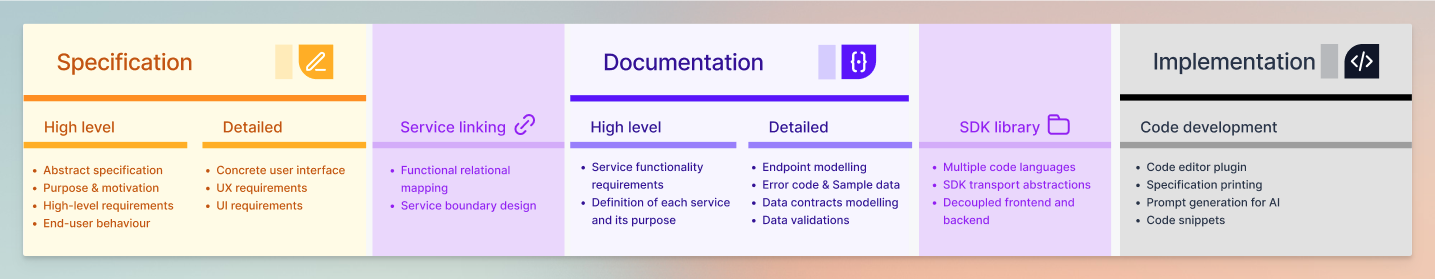 Specification
High level
Abstract specification
Purpose & motivation
High-level requirements
End-user behaviour
Detailed
Concrete user interface
UX requirements
UI requirements
Service linking
Functional relational
mapping
Service boundary design
Documentation
High level
Service functionality
requirements
Definition of each service
and its purpose
Detailed
Endpoint modelling
Error code & Sample data
Data contracts modelling
Data validations
SDK library
Multiple code languages
SDK transport abstractions
Decoupled frontend and
backend
Implementation
Code development
Code editor plugin
Specification printing
Prompt generation for AI
Code snippets